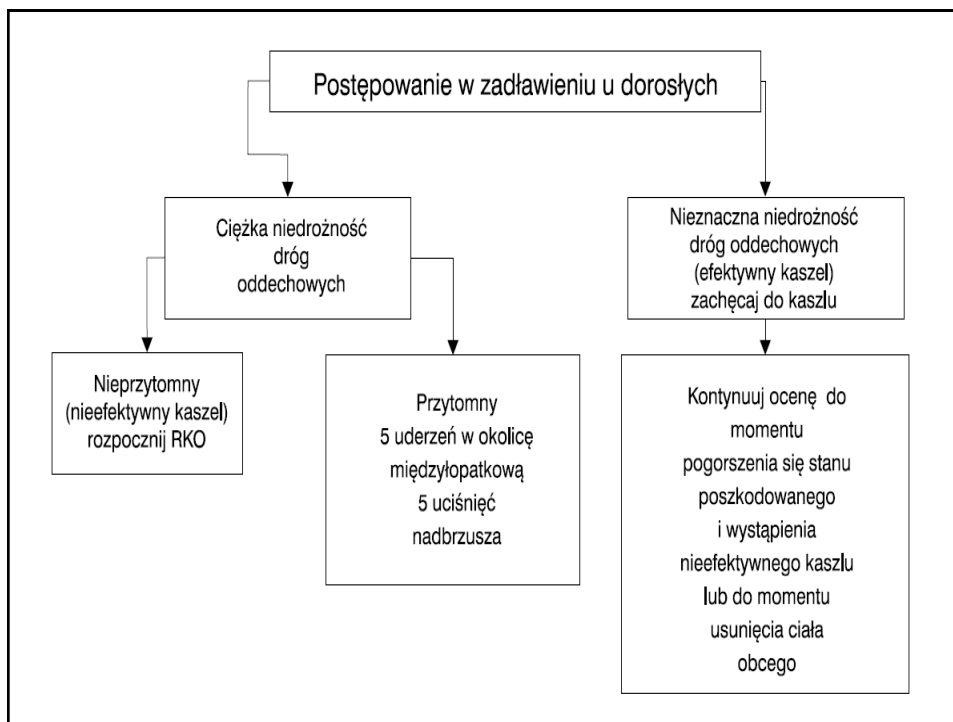 Postępowanie w zadławieniu u dorosłych
Ciężka niedrożność
dróg
oddechowych
Nieprzytomny
(nieefektywny kaszel)
rozpocznij RKO
Przytomny
5 uderzeń w okolicę
międzyłopatkową
5 uciśnięć
nadbrzusza
Nieznaczna niedrożność
dróg oddechowych
(efektywny kaszel)
zachęcaj do kaszlu
Kontynuuj ocenę do
momentu
pogorszenia się stanu
poszkodowanego
i wystąpienia
nieefektywnego kaszlu
lub do momentu
usunięcia ciała
obcego